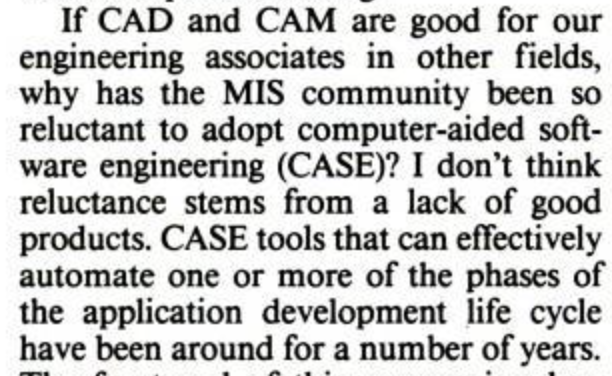 If CAD and CAM are good for our
engineering associates in other fields,
why has the MIS community been so
reluctant to adopt computer-aided soft-
ware engineering (CASE)? I don't think
reluctance stems from a lack of good
products. CASE tools that can effectively
automate one or more of the phases of
the application development life cycle
have been around for a number of years.